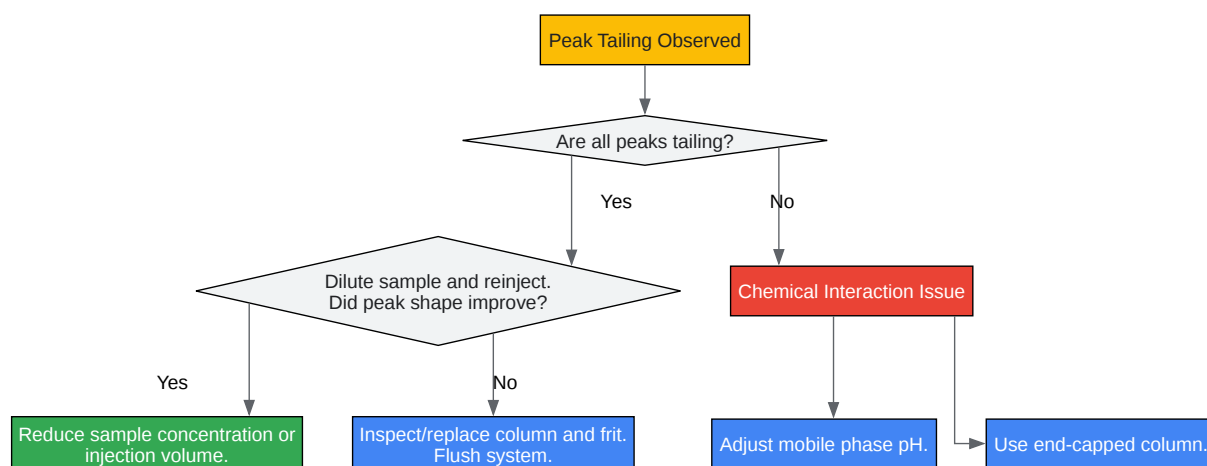 Peak Tailing Observed
Are all peaks tailing?
Yes
No
Dilute sample and reinject.
Did peak shape improve?
Chemical Interaction Issue
Yes
No
Reduce sample concentration or
injection volume.
Inspect/replace column and frit.
Flush system.
Adjust mobile phase pH.
Use end-capped column.